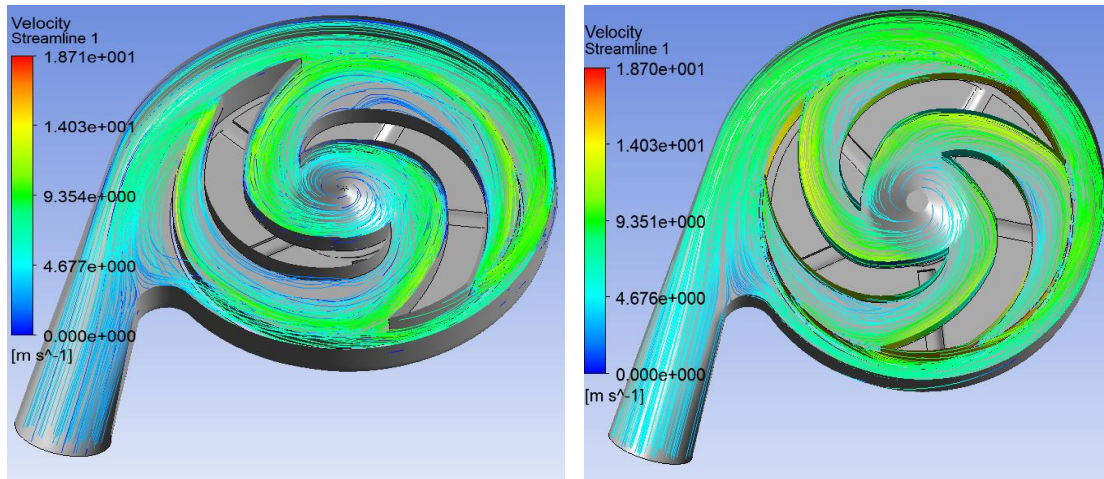 Velocity
Streamline 1
1.871e+001
1.403e+001
9.354e+000
4.677e+000
0.000e+000
[m s^-1]
Velocity
Streamline 1
1.870e+001
1.403e+001
9.351e+000
4.676e+000
0.000e+000
[m s^-1]